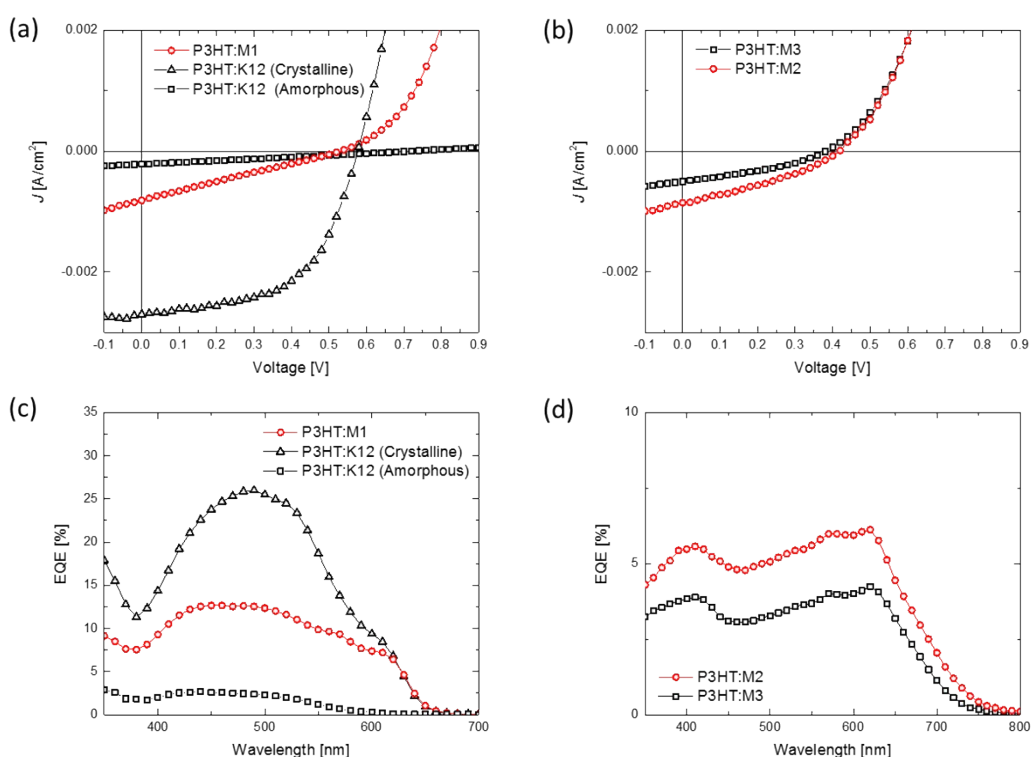 (a)
P3HT:M1
P3HT:K12 (Crystalline)
P3HT:K12 (Amorphous)
0.002
0.000
-0.002
J [A/cm²]
-0.1 0.0 0.1 0.2 0.3 0.4 0.5 0.6 0.7 0.8 0.9
Voltage [V]
(b)
P3HT:M3
P3HT:M2
0.002
0.000
-0.002
J [A/cm²]
-0.1 0.0 0.1 0.2 0.3 0.4 0.5 0.6 0.7 0.8 0.9
Voltage [V]
(c)
P3HT:M1
P3HT:K12 (Crystalline)
P3HT:K12 (Amorphous)
35
30
25
20
15
10
5
0
EQE [%]
400 500 600 700
Wavelength [nm]
(d)
10
5
0
EQE [%]
P3HT:M2
P3HT:M3
400 500 600 700 800
Wavelength [nm]